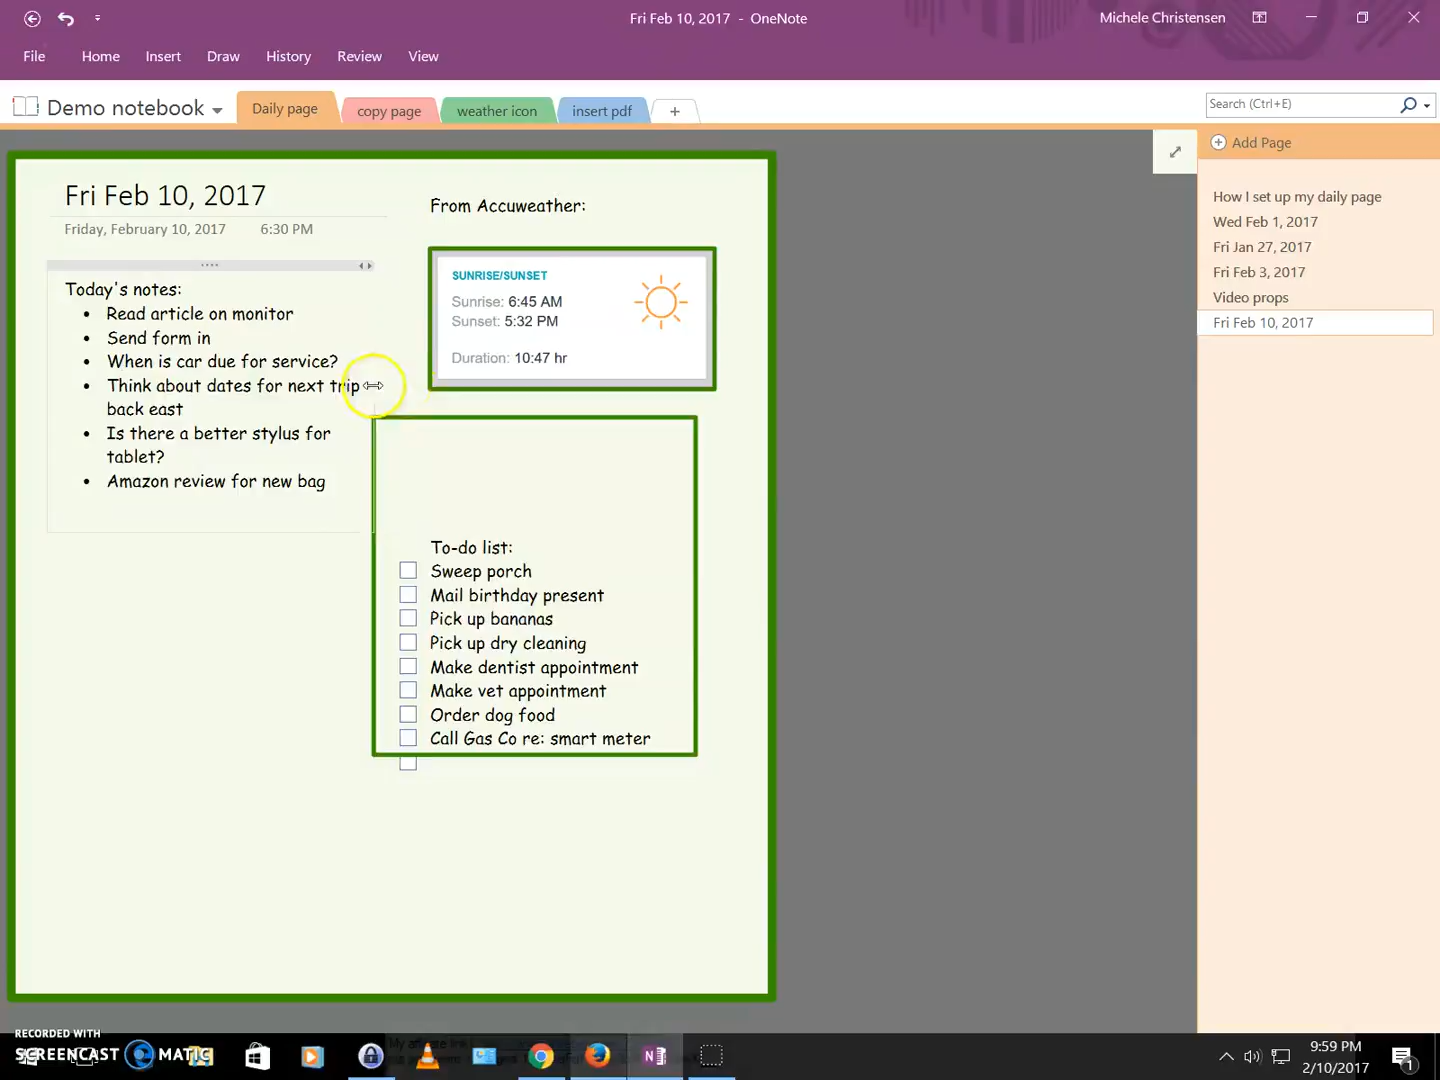 Fri Feb 10, 2017 - OneNote
Michele Christensen
File Home Insert Draw History Review View
Demo notebook
Daily page
copy page
weather icon
insert pdf
Search (Ctrl+E)
Add Page
How I set up my daily page
Wed Feb 1, 2017
Fri Jan 27, 2017
Fri Feb 3, 2017
Video props
Fri Feb 10, 2017
Fri Feb 10, 2017
Friday, February 10, 2017 6:30 PM
Today's notes:
• Read article on monitor
• Send form in
• When is car due for service?
• Think about dates for next trip
back east
• Is there a better stylus for
tablet?
• Amazon review for new bag
From Accuweather:
SUNRISE/SUNSET
Sunrise: 6:45 AM
Sunset: 5:32 PM
Duration: 10:47 hr
To-do list:
Sweep porch
Mail birthday present
Pick up bananas
Pick up dry cleaning
Make dentist appointment
Make vet appointment
Order dog food
Call Gas Co re: smart meter
RECORDED WITH
SCREENCAST MATIC
N
9:59 PM
2/10/2017
1